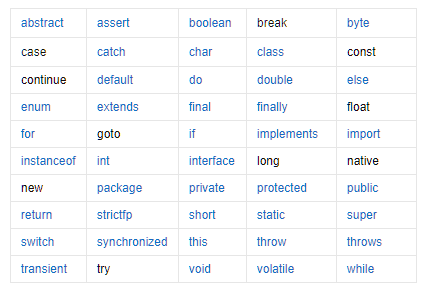 abstract assert boolean break byte
case catch char class const
continue default do double else
enum extends final finally float
for goto if implements import
instanceof int interface long native
new package private protected public
return strictfp short static super
switch synchronized this throw throws
transient try void volatile while